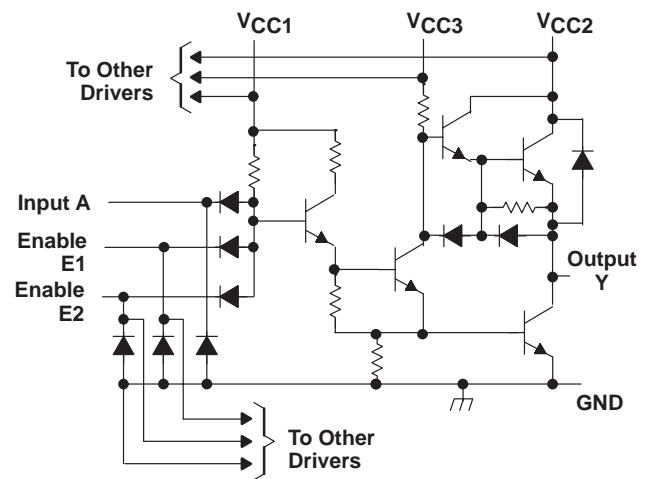 VCC1
VCC3
VCC2
To Other
Drivers
Input A
Enable
E1
Enable
E2
Output
Y
GND
To Other
Drivers